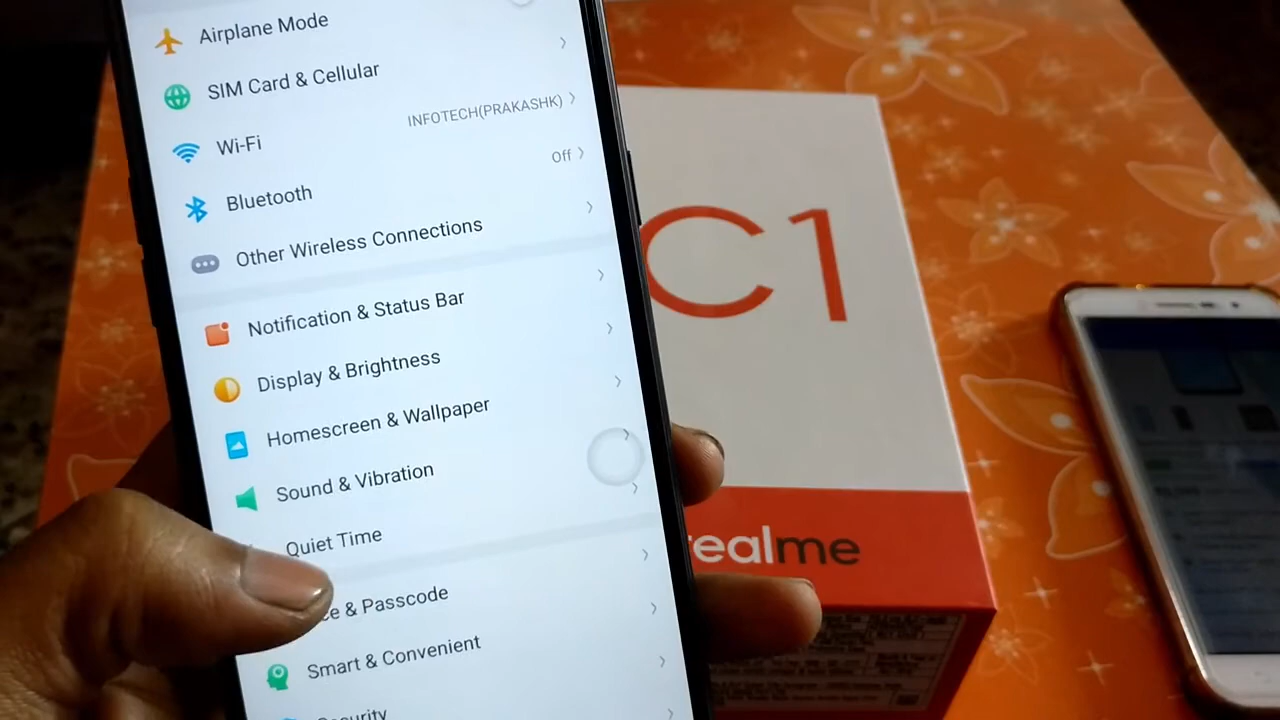 Airplane Mode
SIM Card & Cellular
Wi-Fi INFOTECH(PRAKASHK)
Bluetooth Off
Other Wireless Connections
Notification & Status Bar
Display & Brightness
Homescreen & Wallpaper
Sound & Vibration
Quiet Time
& Passcode
Smart & Convenient
C1
realme